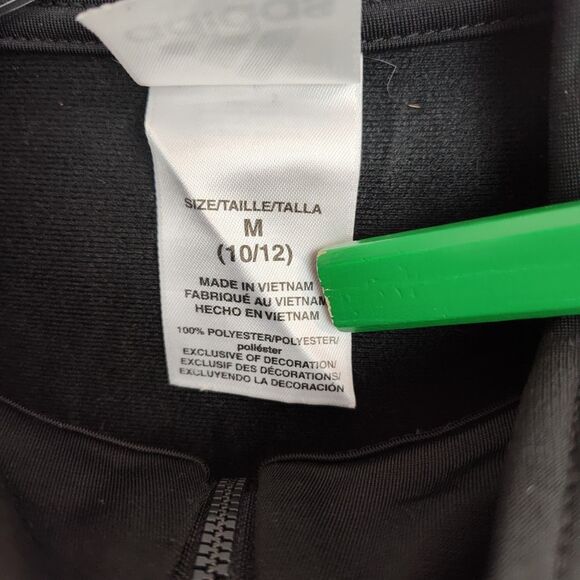 adidas
SIZE/TAILLE/TALLA
M
(10/12)
MADE IN VIETNAM
FABRIQUÉ AU VIETNAM
HECHO EN VIETNAM
100% POLYESTER/POLYESTER/
poliéster
EXCLUSIVE OF DECORATION/
EXCLUSIF DES DÉCORATIONS/
EXCLUYENDO LA DECORACIÓN